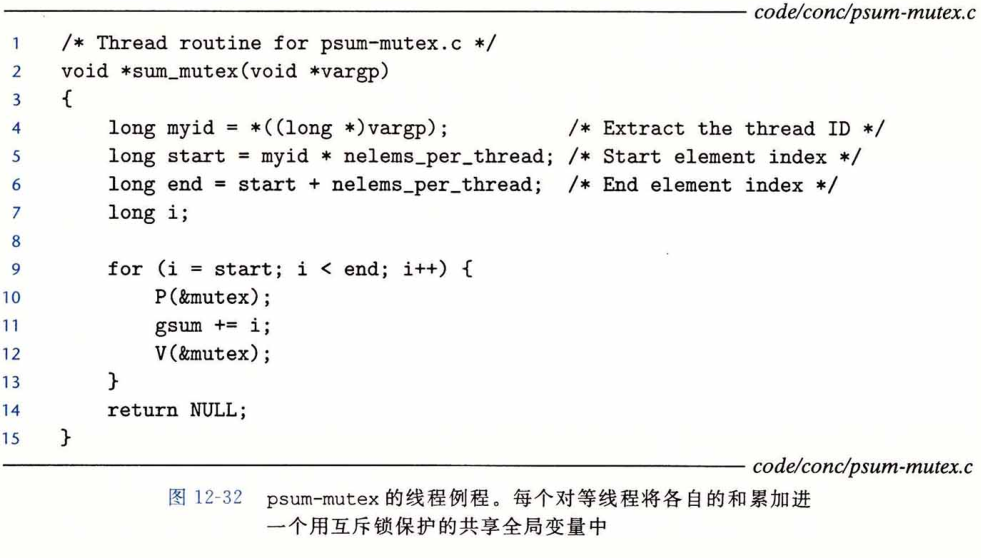 code/conc/psum-mutex.c
1 /* Thread routine for psum-mutex.c */
2 void *sum_mutex(void *vargp)
3 {
4 long myid = *((long *)vargp); /* Extract the thread ID */
5 long start = myid * nelems_per_thread; /* Start element index */
6 long end = start + nelems_per_thread; /* End element index */
7 long i;
8
9 for (i = start; i < end; i++) {
10 P(&mutex);
11 gsum += i;
12 V(&mutex);
13 }
14 return NULL;
15 }
code/conc/psum-mutex.c
图 12-32 psum-mutex 的线程例程。每个对等线程将各自的和累加进
一个用互斥锁保护的共享全局变量中